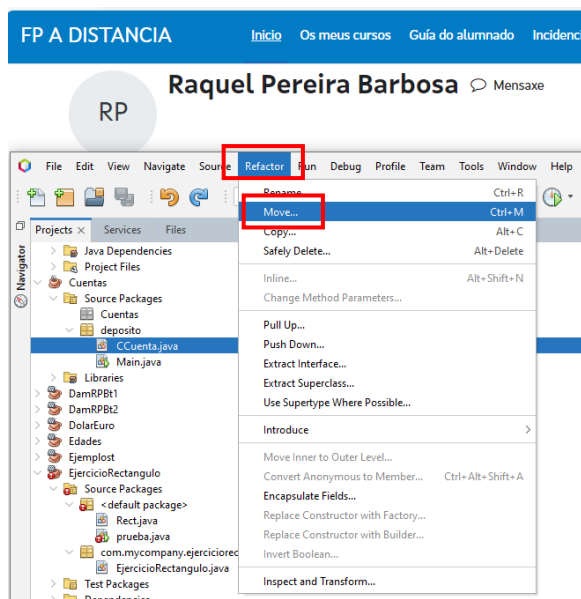 FP A DISTANCIA
Inicio Os meus cursos Guía do alumnado Incidenc
RP
Raquel Pereira Barbosa Mensaxe
File Edit View Navigate Source Refactor Run Debug Profile Team Tools Window Help
Projects × Services Files
Navigator
Java Dependencies
Project Files
Cuentas
Source Packages
Cuentas
deposito
CCuenta.java
Main.java
Libraries
DamRPBt1
DamRPBt2
DolarEuro
Edades
Ejemplost
EjercicioRectangulo
Source Packages
<default package>
Rect.java
prueba.java
com.mycompany.ejerciciorec
EjercicioRectangulo.java
Test Packages
Dependencies
Rename... Ctrl+R
Move... Ctrl+M
Copy... Alt+C
Safely Delete... Alt+Delete
Inline... Alt+Shift+N
Change Method Parameters...
Pull Up...
Push Down...
Extract Interface...
Extract Superclass...
Use Supertype Where Possible...
Introduce
Move Inner to Outer Level...
Convert Anonymous to Member... Ctrl+Alt+Shift+A
Encapsulate Fields...
Replace Constructor with Factory...
Replace Constructor with Builder...
Invert Boolean...
Inspect and Transform...